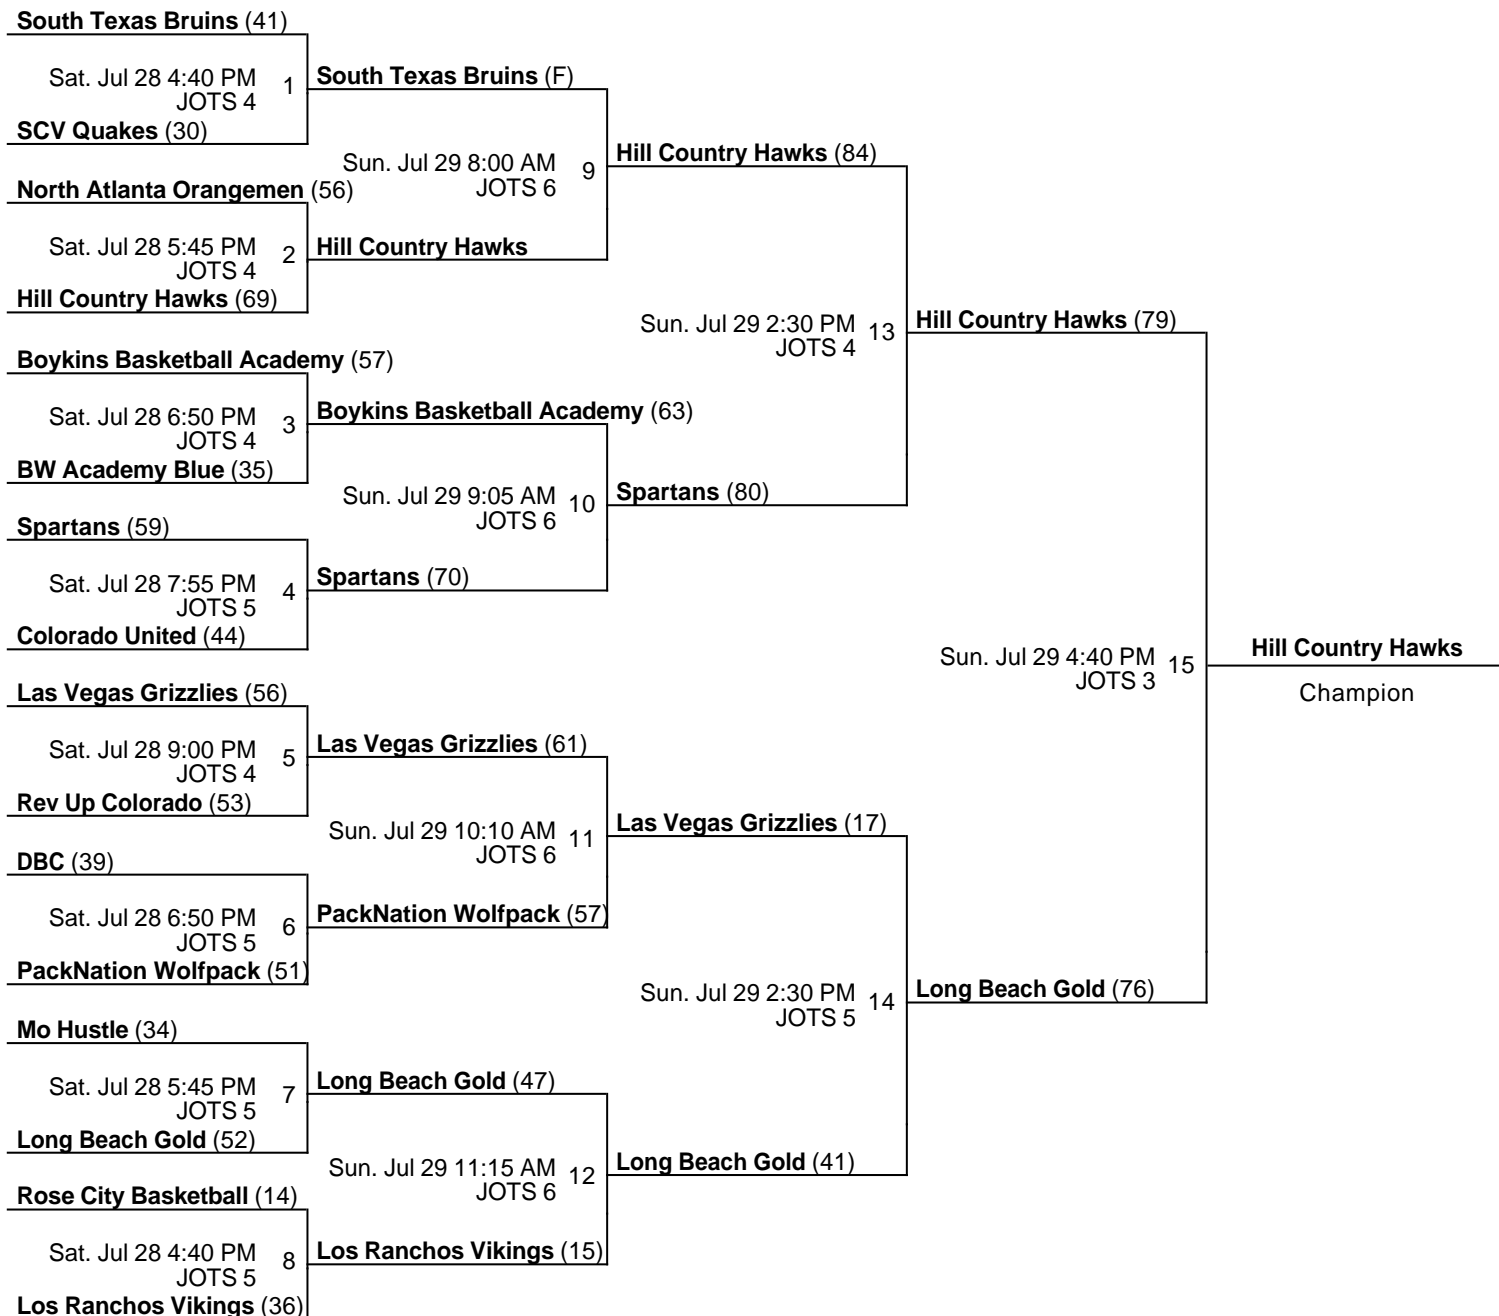 South Texas Bruins (41)
Sat. Jul 28 4:40 PM
JOTS 4
1
SCV Quakes (30)
South Texas Bruins (F)
Sun. Jul 29 8:00 AM
JOTS 6
9
Hill Country Hawks (84)
North Atlanta Orangemen (56)
Sat. Jul 28 5:45 PM
JOTS 4
2
Hill Country Hawks
Hill Country Hawks (69)
Sun. Jul 29 2:30 PM
JOTS 4
13
Hill Country Hawks (79)
Boykins Basketball Academy (57)
Sat. Jul 28 6:50 PM
JOTS 4
3
Boykins Basketball Academy (63)
BW Academy Blue (35)
Sun. Jul 29 9:05 AM
JOTS 6
10
Spartans (80)
Spartans (59)
Sat. Jul 28 7:55 PM
JOTS 5
4
Spartans (70)
Colorado United (44)
Sun. Jul 29 4:40 PM
JOTS 3
15
Hill Country Hawks
Champion
Las Vegas Grizzlies (56)
Sat. Jul 28 9:00 PM
JOTS 4
5
Las Vegas Grizzlies (61)
Rev Up Colorado (53)
Sun. Jul 29 10:10 AM
JOTS 6
11
Las Vegas Grizzlies (17)
DBC (39)
Sat. Jul 28 6:50 PM
JOTS 5
6
PackNation Wolfpack (57)
PackNation Wolfpack (51)
Sun. Jul 29 2:30 PM
JOTS 5
14
Long Beach Gold (76)
Mo Hustle (34)
Sat. Jul 28 5:45 PM
JOTS 5
7
Long Beach Gold (47)
Long Beach Gold (52)
Sun. Jul 29 11:15 AM
JOTS 6
12
Long Beach Gold (41)
Rose City Basketball (14)
Sat. Jul 28 4:40 PM
JOTS 5
8
Los Ranchos Vikings (15)
Los Ranchos Vikings (36)